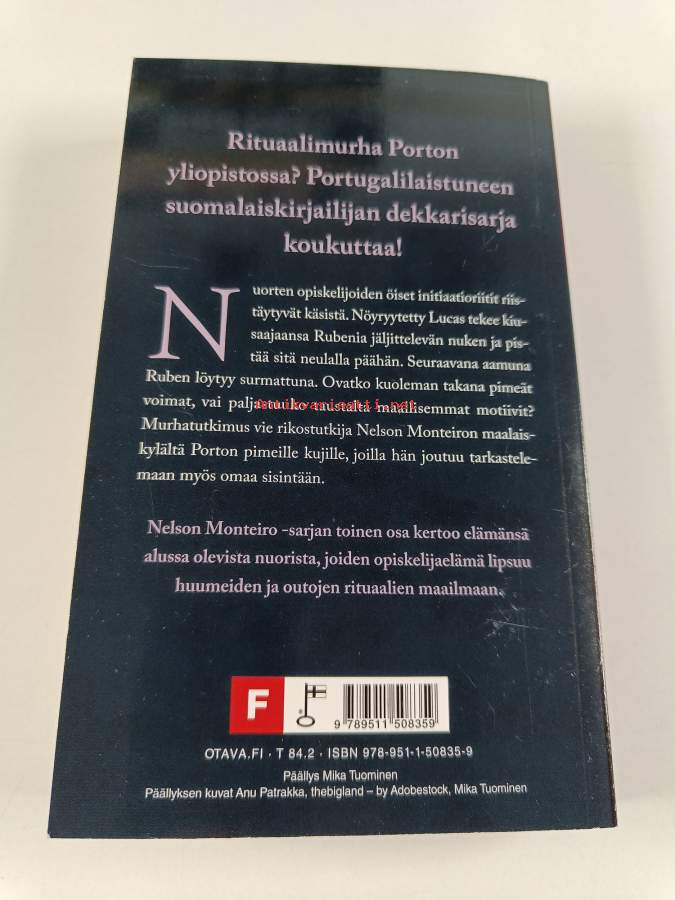 Rituaalimurha Porton
yliopistossa? Portugalilaistuneen
suomalaiskirjailijan dekkarisarja
koukuttaa!
Nuorten opiskelijoiden öiset initiaatioriitit riis-
täytyvät käsistä. Nöyryytetty Lucas tekee kiu-
saajaansa Rubenia jäljittelevän nuken ja pis-
tää sitä neulalla päähän. Seuraavana aamuna
Ruben löytyy surmattuna. Ovatko kuoleman takana pimeät
voimat, vai paljastuuko taustalta maallisemmat motiivit?
antikvariaatti.net
Murhatutkimus vie rikostutkija Nelson Monteiron maalais-
kylältä Porton pimeille kujille, joilla hän joutuu tarkastele-
maan myös omaa sisintään.
Nelson Monteiro -sarjan toinen osa kertoo elämänsä
alussa olevista nuorista, joiden opiskelijaelämä lipsuu
huumeiden ja outojen rituaalien maailmaan.
F
9 789511 508359
OTAVA.FI · T 84.2 · ISBN 978-951-1-50835-9
Päällys Mika Tuominen
Päällyksen kuvat Anu Patrakka, thebigland – by Adobestock, Mika Tuominen